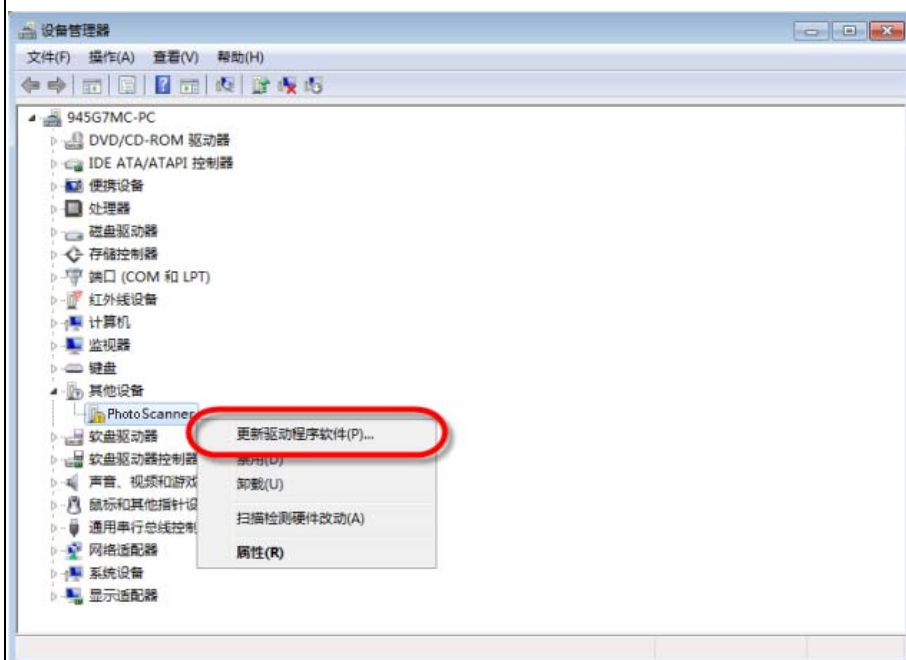 设备管理器
文件(F) 操作(A) 查看(V) 帮助(H)
945G7MC-PC
DVD/CD-ROM 驱动器
IDE ATA/ATAPI 控制器
便携设备
处理器
磁盘驱动器
存储控制器
端口 (COM 和 LPT)
红外线设备
计算机
监视器
键盘
其他设备
PhotoScanner
软盘驱动器
软盘驱动器控制器
声音、视频和游戏
鼠标和其他指针设
通用串行总线控制
网络适配器
系统设备
显示适配器
更新驱动程序软件(P)...
禁用(D)
卸载(U)
扫描检测硬件改动(A)
属性(R)